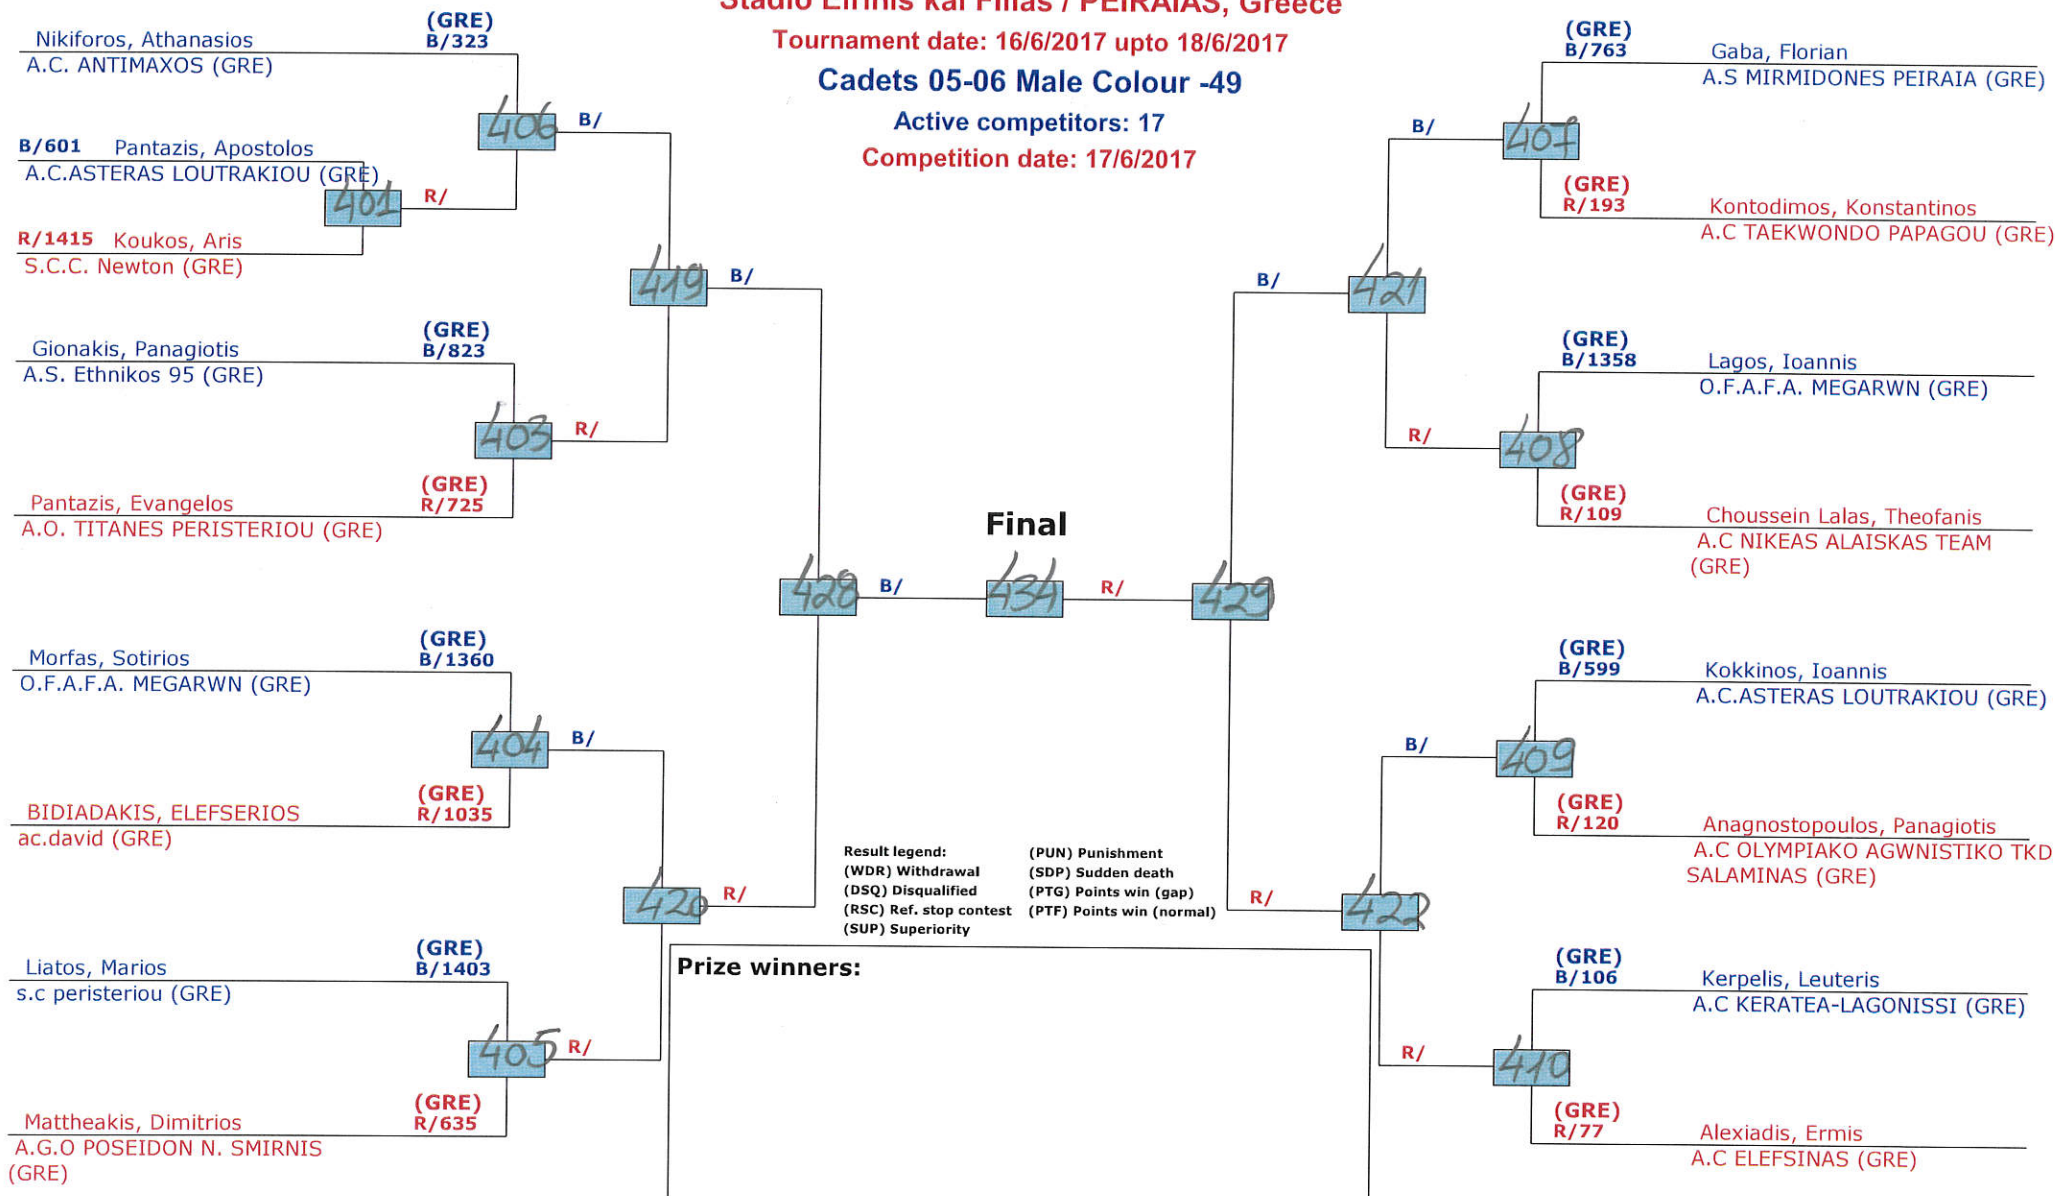 Stadio Eirinis kai Filias / PEIRAIAS, Greece
Tournament date: 16/6/2017 upto 18/6/2017
Cadets 05-06 Male Colour -49
Active competitors: 17
Competition date: 17/6/2017
(GRE)
Nikiforos, Athanasios B/323
A.C. ANTIMAXOS (GRE)
406 B/
B/601 Pantazis, Apostolos
A.C.ASTERAS LOUTRAKIOU (GRE)
401 R/
R/1415 Koukos, Aris
S.C.C. Newton (GRE)
419 B/
(GRE)
Gionakis, Panagiotis B/823
A.S. Ethnikos 95 (GRE)
403 R/
(GRE)
Pantazis, Evangelos R/725
A.O. TITANES PERISTERIOU (GRE)
Final
428 B/ 434 R/ 429
(GRE)
Morfas, Sotirios B/1360
O.F.A.F.A. MEGARWN (GRE)
404 B/
(GRE)
BIDIADAKIS, ELEFSERIOS R/1035
ac.david (GRE)
420 R/
(GRE)
Liatos, Marios B/1403
s.c peristeriou (GRE)
405 R/
(GRE)
Mattheakis, Dimitrios R/635
A.G.O POSEIDON N. SMIRNIS
(GRE)
(GRE)
B/763 Gaba, Florian
A.S MIRMIDONES PEIRAIA (GRE)
B/ 407
(GRE)
R/193 Kontodimos, Konstantinos
A.C TAEKWONDO PAPAGOU (GRE)
B/ 421
(GRE)
B/1358 Lagos, Ioannis
O.F.A.F.A. MEGARWN (GRE)
R/ 408
(GRE)
R/109 Choussein Lalas, Theofanis
A.C NIKEAS ALAISKAS TEAM
(GRE)
(GRE)
B/599 Kokkinos, Ioannis
A.C.ASTERAS LOUTRAKIOU (GRE)
B/ 409
(GRE)
R/120 Anagnostopoulos, Panagiotis
A.C OLYMPIAKO AGWNISTIKO TKD
SALAMINAS (GRE)
R/ 422
(GRE)
B/106 Kerpelis, Leuteris
A.C KERATEA-LAGONISSI (GRE)
R/ 410
(GRE)
R/77 Alexiadis, Ermis
A.C ELEFSINAS (GRE)
Result legend: (PUN) Punishment
(WDR) Withdrawal (SDP) Sudden death
(DSQ) Disqualified (PTG) Points win (gap)
(RSC) Ref. stop contest (PTF) Points win (normal)
(SUP) Superiority
Prize winners: